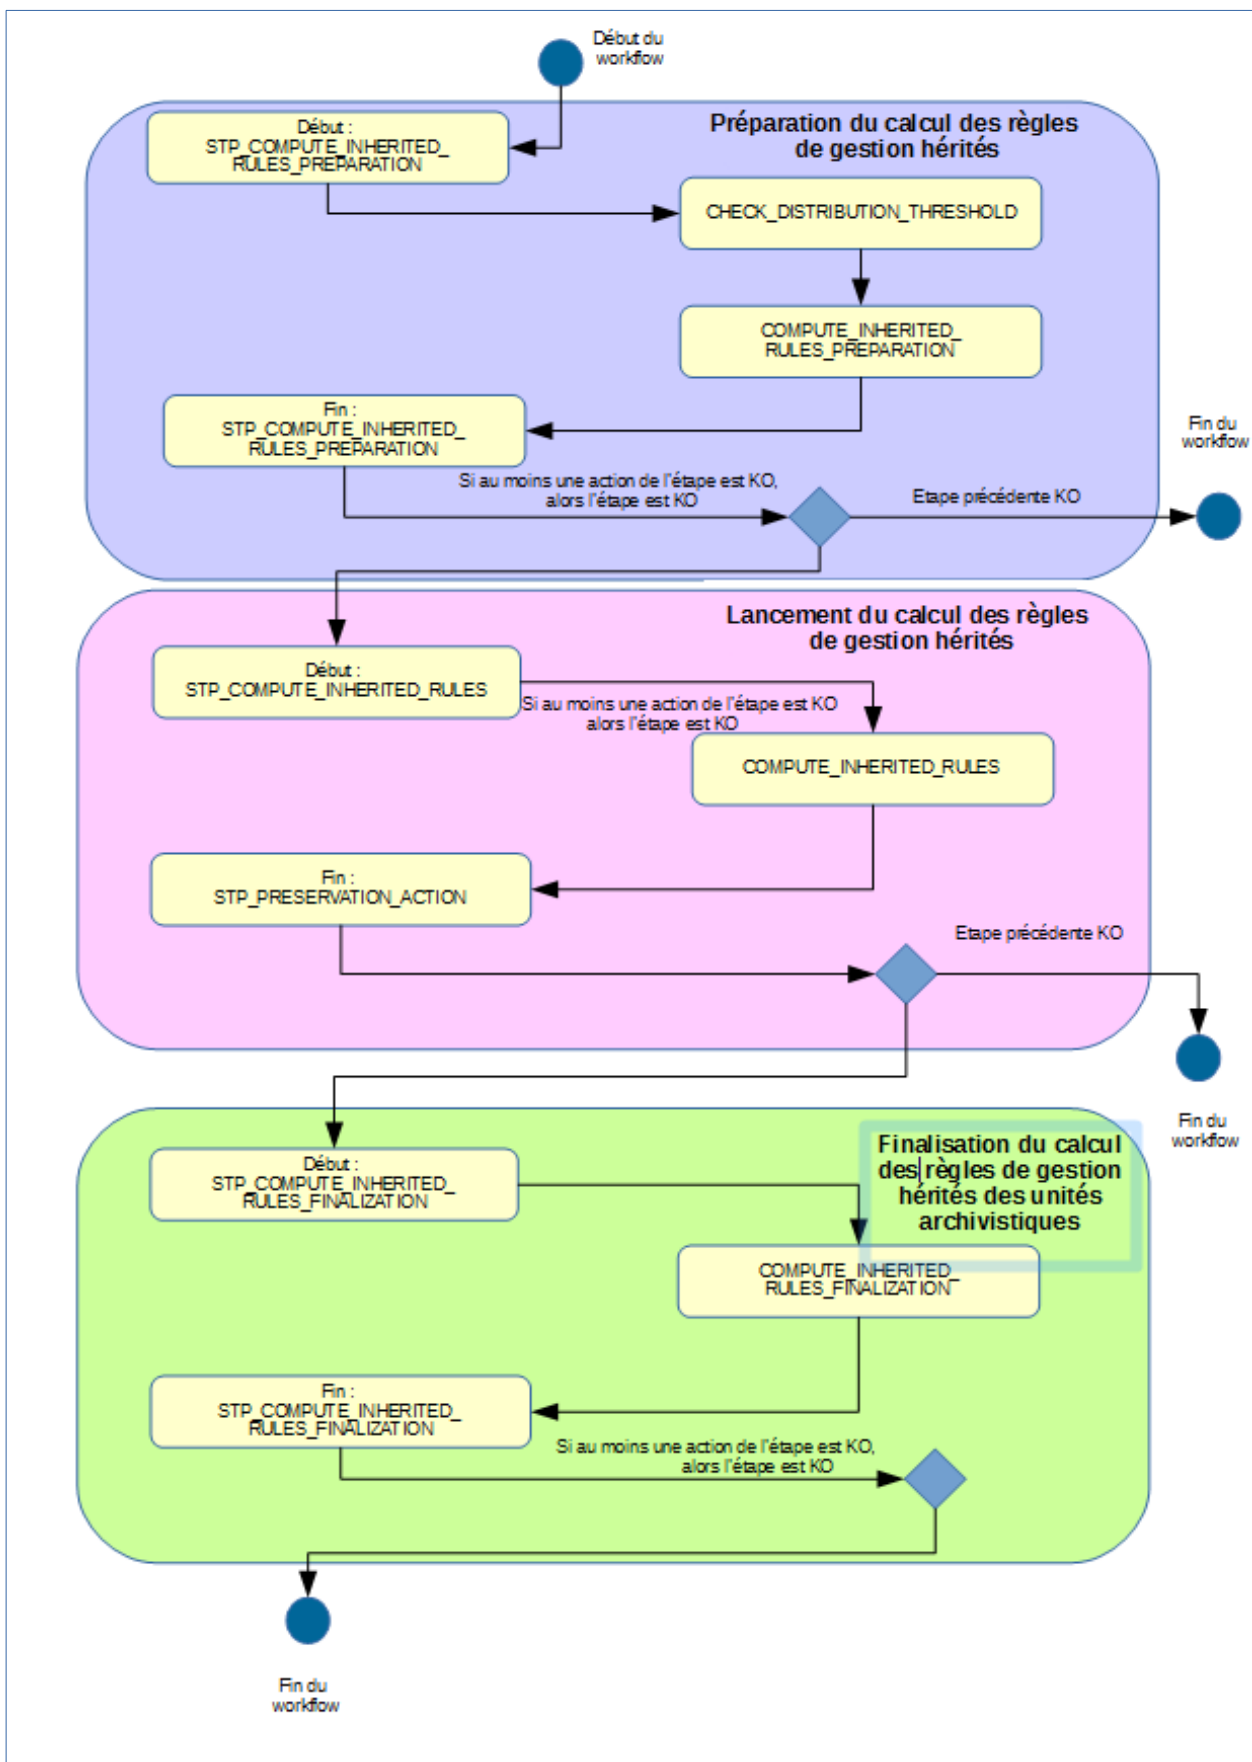 Début du
workflow
Préparation du calcul des règles
de gestion hérités
Début :
STP_COMPUTE_INHERITED_
RULES_PREPARATION
CHECK_DISTRIBUTION_THRESHOLD
COMPUTE_INHERITED_
RULES_PREPARATION
Fin :
STP_COMPUTE_INHERITED_
RULES_PREPARATION
Fin du
workflow
Si au moins une action de l'étape est KO,
alors l'étape est KO
Etape précédente KO
Lancement du calcul des règles
de gestion hérités
Début :
STP_COMPUTE_INHERITED_RULES
Si au moins une action de l'étape est KO
alors l'étape est KO
COMPUTE_INHERITED_RULES
Fin :
STP_PRESERVATION_ACTION
Etape précédente KO
Fin du
workflow
Finalisation du calcul
des règles de gestion
hérités des unités
archivistiques
Début :
STP_COMPUTE_INHERITED_
RULES_FINALIZATION
COMPUTE_INHERITED_
RULES_FINALIZATION
Fin :
STP_COMPUTE_INHERITED_
RULES_FINALIZATION
Si au moins une action de l'étape est KO,
alors l'étape est KO
Fin du
workflow